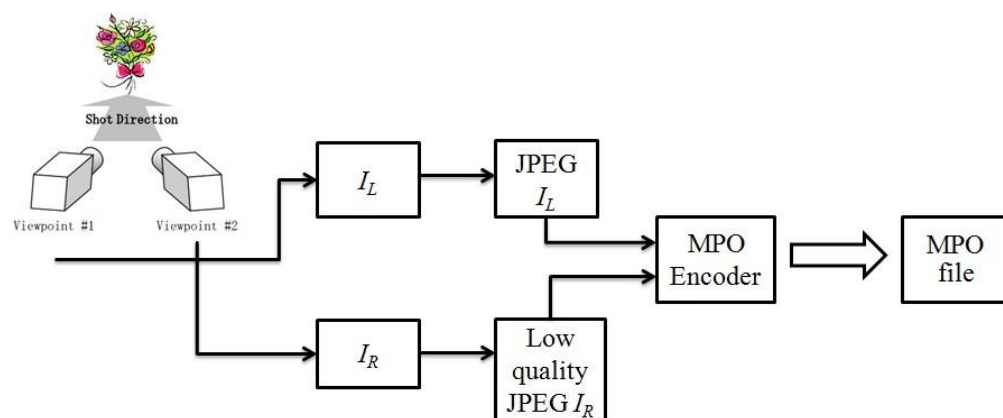 Shot Direction
Viewpoint #1
Viewpoint #2
I_L
JPEG
I_L
MPO
Encoder
MPO
file
I_R
Low
quality
JPEG I_R